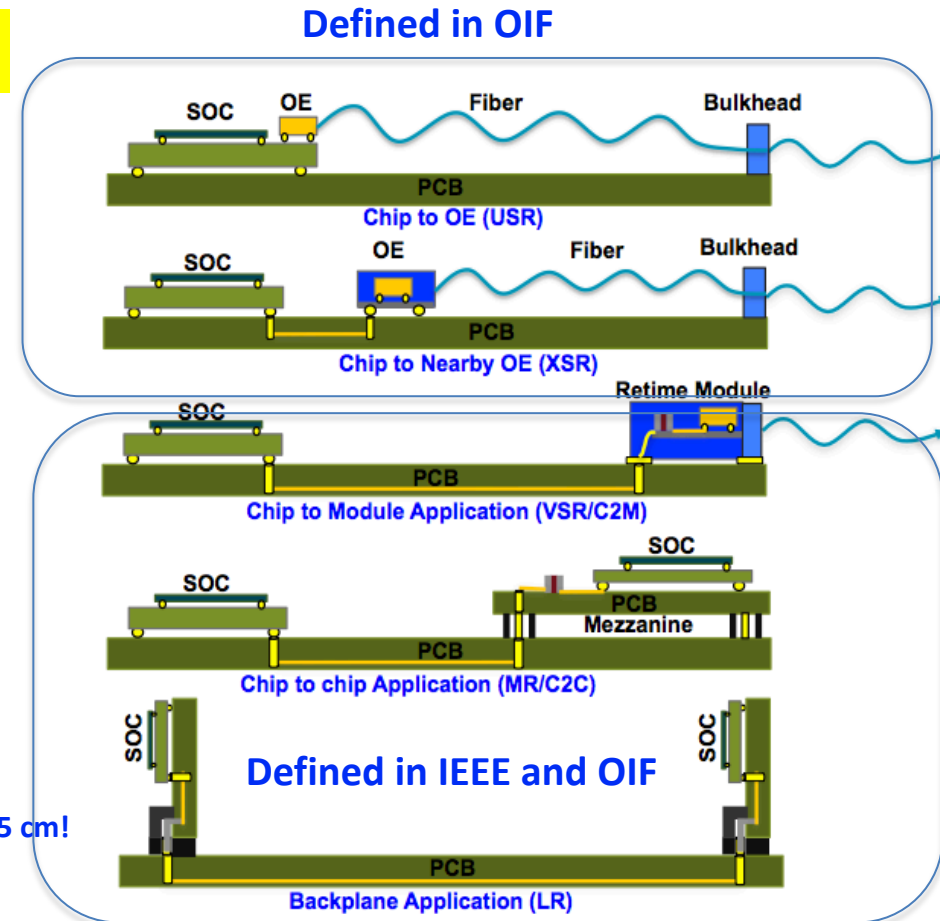 Defined in OIF
SOC
OE
Fiber
Bulkhead
PCB
Chip to OE (USR)
SOC
OE
Fiber
Bulkhead
PCB
Chip to Nearby OE (XSR)
SOC
Retime Module
PCB
Chip to Module Application (VSR/C2M)
SOC
SOC
PCB
Mezzanine
PCB
Chip to chip Application (MR/C2C)
SOC
SOC
Defined in IEEE and OIF
5 cm!
PCB
Backplane Application (LR)